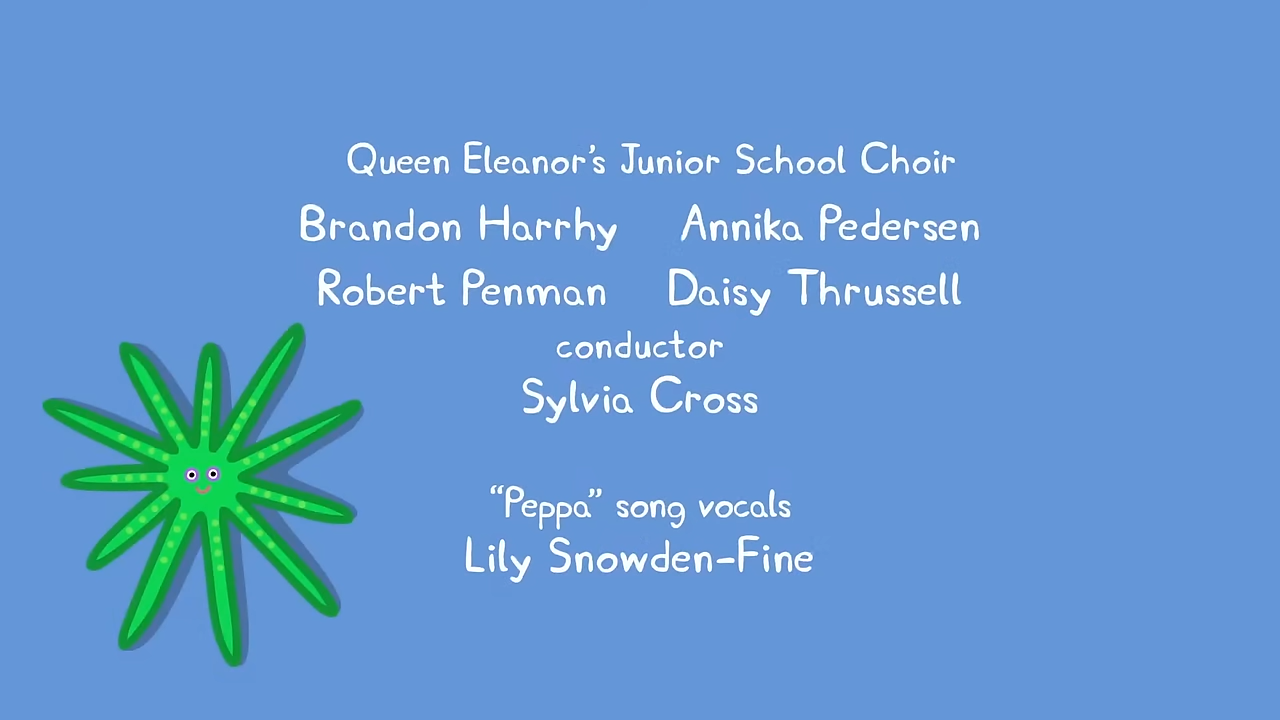 Queen Eleanor’s Junior School Choir
Brandon Harrhy Annika Pedersen
Robert Penman Daisy Thrussell
conductor
Sylvia Cross
“Peppa” song vocals
Lily Snowden-Fine